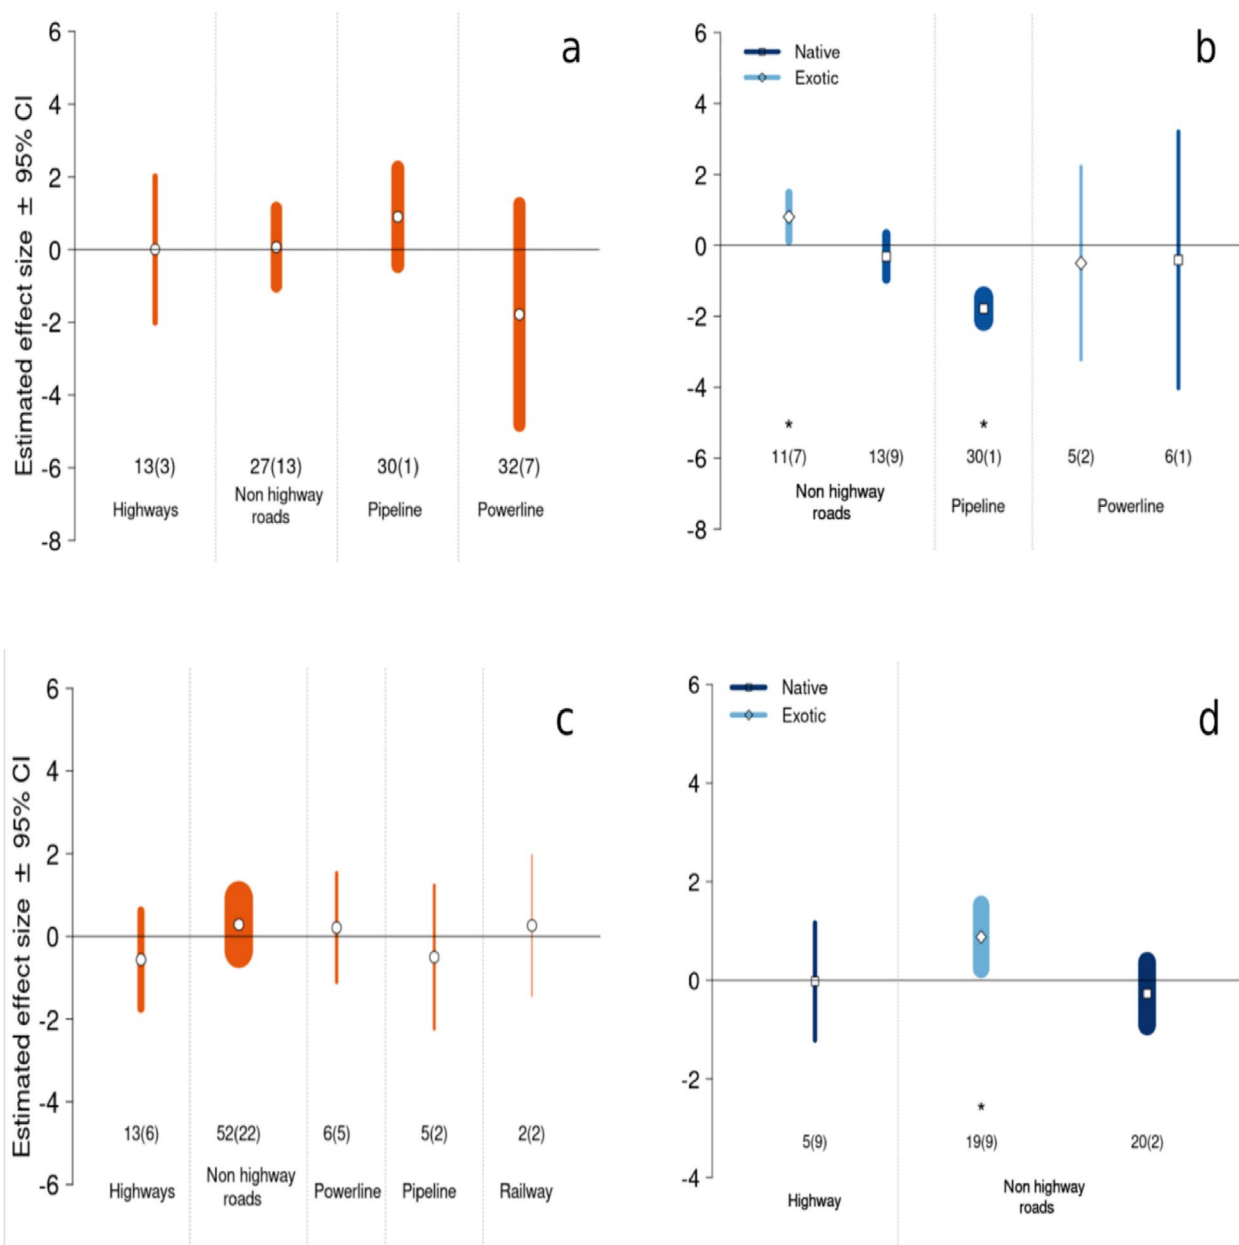 a
6
4
2
0
-2
-4
-6
-8
Estimated effect size ± 95% CI
13(3)
27(13)
30(1)
32(7)
Highways
Non highway
roads
Pipeline
Powerline
b
6
4
2
0
-2
-4
-6
-8
Native
Exotic
*
*
11(7)
13(9)
30(1)
5(2)
6(1)
Non highway
roads
Pipeline
Powerline
c
6
4
2
0
-2
-4
-6
Estimated effect size ± 95% CI
13(6)
52(22)
6(5)
5(2)
2(2)
Highways
Non highway
roads
Powerline
Pipeline
Railway
d
6
4
2
0
-2
-4
Native
Exotic
*
5(9)
19(9)
20(2)
Highway
Non highway
roads